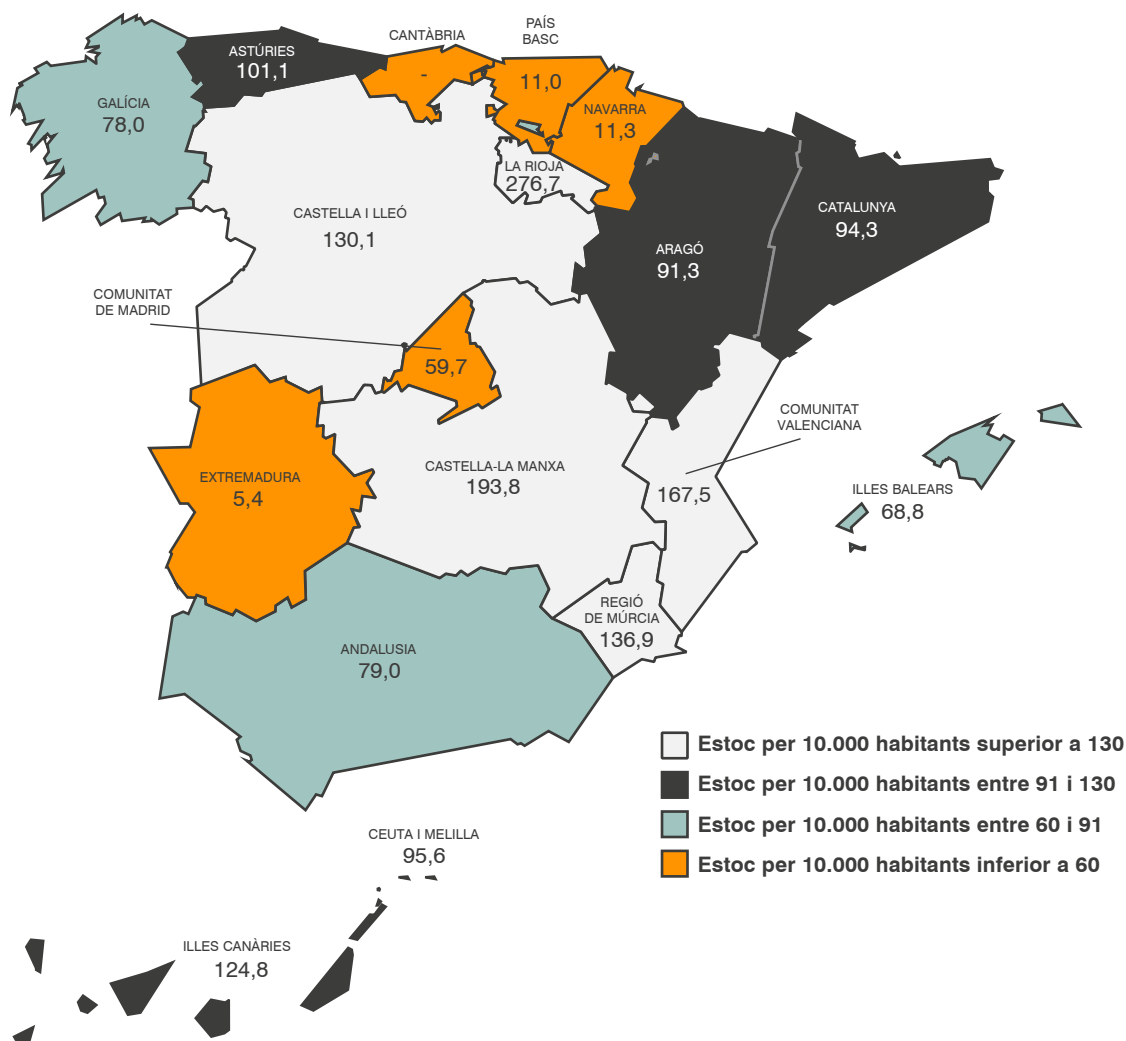 PAÍS
BASC
CANTÀBRIA
-
ASTÚRIES
101,1
11,0
GALÍCIA
78,0
NAVARRA
11,3
LA RIOJA
276,7
CASTELLA I LLEÓ
130,1
CATALUNYA
94,3
ARAGÓ
91,3
COMUNITAT
DE MADRID
59,7
COMUNITAT
VALENCIANA
167,5
CASTELLA-LA MANXA
193,8
EXTREMADURA
5,4
ILLES BALEARS
68,8
REGIÓ
DE MÚRCIA
136,9
ANDALUSIA
79,0
Estoc per 10.000 habitants superior a 130
Estoc per 10.000 habitants entre 91 i 130
Estoc per 10.000 habitants entre 60 i 91
Estoc per 10.000 habitants inferior a 60
CEUTA I MELILLA
95,6
ILLES CANÀRIES
124,8